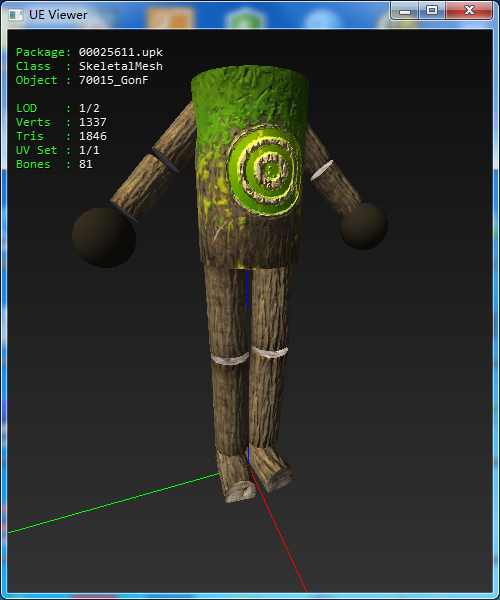 UE Viewer
Package: 00025611.upk
Class : SkeletalMesh
Object : 70015_GonF
LOD : 1/2
Verts : 1337
Tris : 1846
UV Set : 1/1
Bones : 81